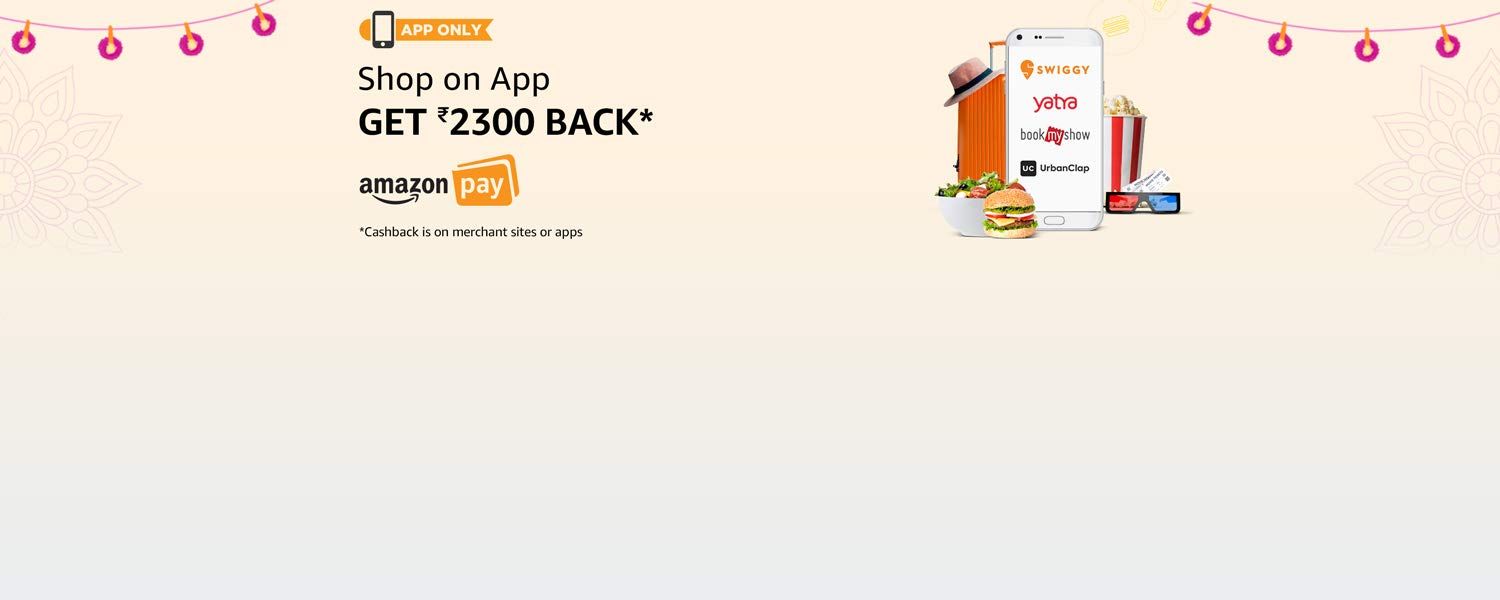 APP ONLY
Shop on App
GET ₹2300 BACK*
amazon pay
*Cashback is on merchant sites or apps
SWIGGY
yatra
bookmyshow
UC UrbanClap